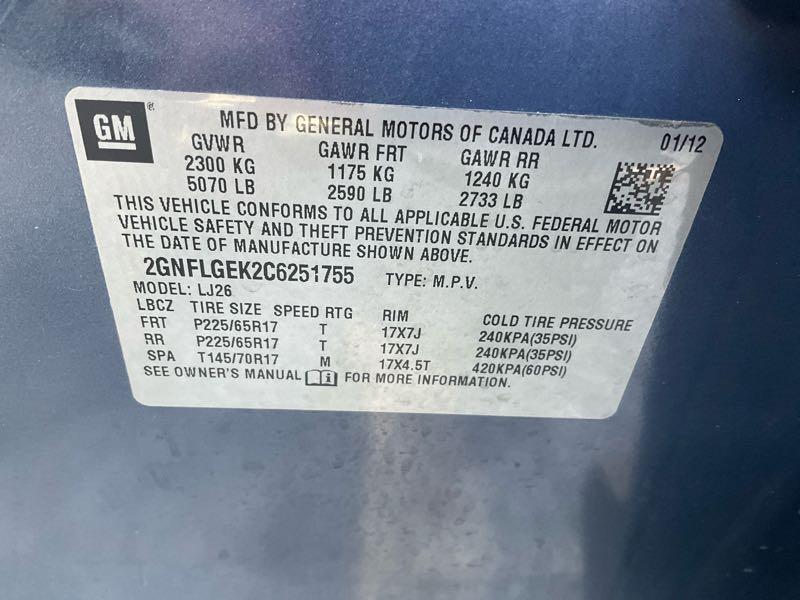 GM ®
MFD BY GENERAL MOTORS OF CANADA LTD. 01/12
GVWR GAWR FRT GAWR RR
2300 KG 1175 KG 1240 KG
5070 LB 2590 LB 2733 LB
THIS VEHICLE CONFORMS TO ALL APPLICABLE U.S. FEDERAL MOTOR
VEHICLE SAFETY AND THEFT PREVENTION STANDARDS IN EFFECT ON
THE DATE OF MANUFACTURE SHOWN ABOVE.
2GNFLGEK2C6251755 TYPE: M.P.V.
MODEL: LJ26
LBCZ TIRE SIZE SPEED RTG RIM COLD TIRE PRESSURE
FRT P225/65R17 T 17X7J 240KPA(35PSI)
RR P225/65R17 T 17X7J 240KPA(35PSI)
SPA T145/70R17 M 17X4.5T 420KPA(60PSI)
SEE OWNER'S MANUAL FOR MORE INFORMATION.